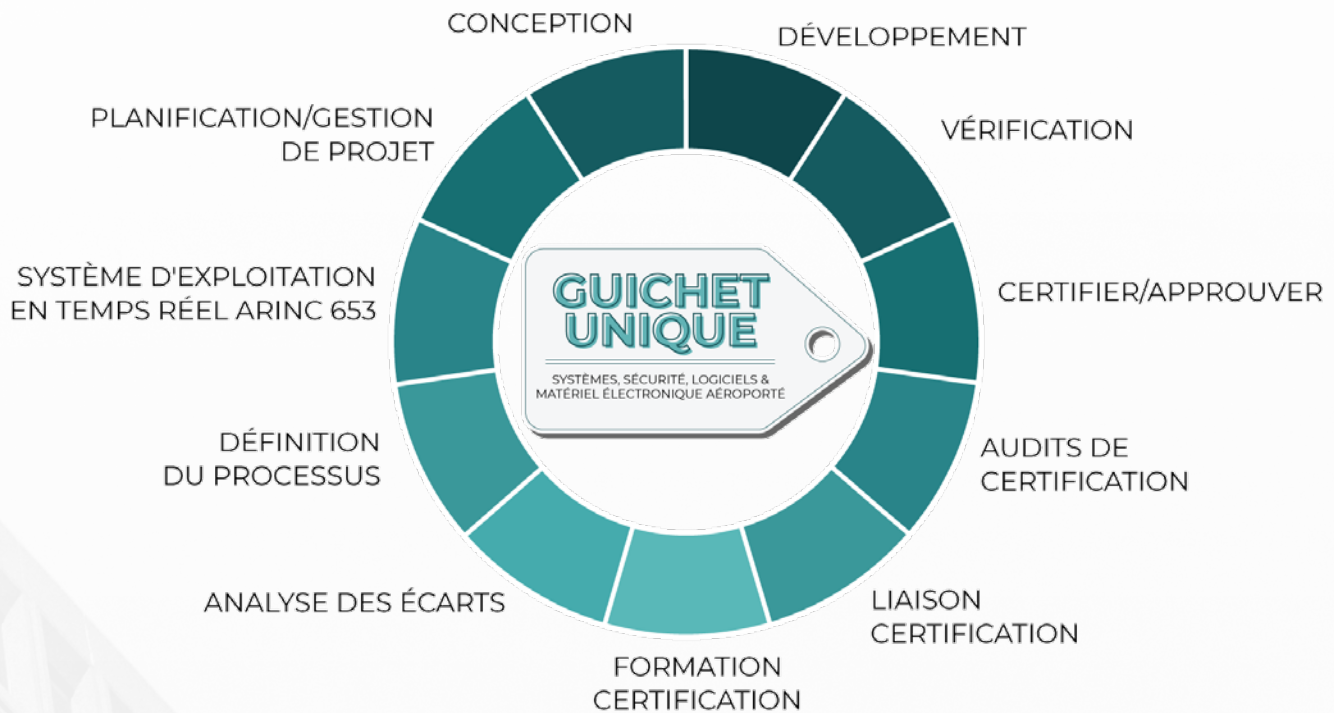 CONCEPTION
DÉVELOPPEMENT
PLANIFICATION/GESTION
DE PROJET
VÉRIFICATION
SYSTÈME D'EXPLOITATION
EN TEMPS RÉEL ARINC 653
GUICHET
UNIQUE
SYSTÈMES, SÉCURITÉ, LOGICIELS &
MATÉRIEL ÉLECTRONIQUE AÉROPORTÉ
CERTIFIER/APPROUVER
DÉFINITION
DU PROCESSUS
AUDITS DE
CERTIFICATION
ANALYSE DES ÉCARTS
LIAISON
CERTIFICATION
FORMATION
CERTIFICATION